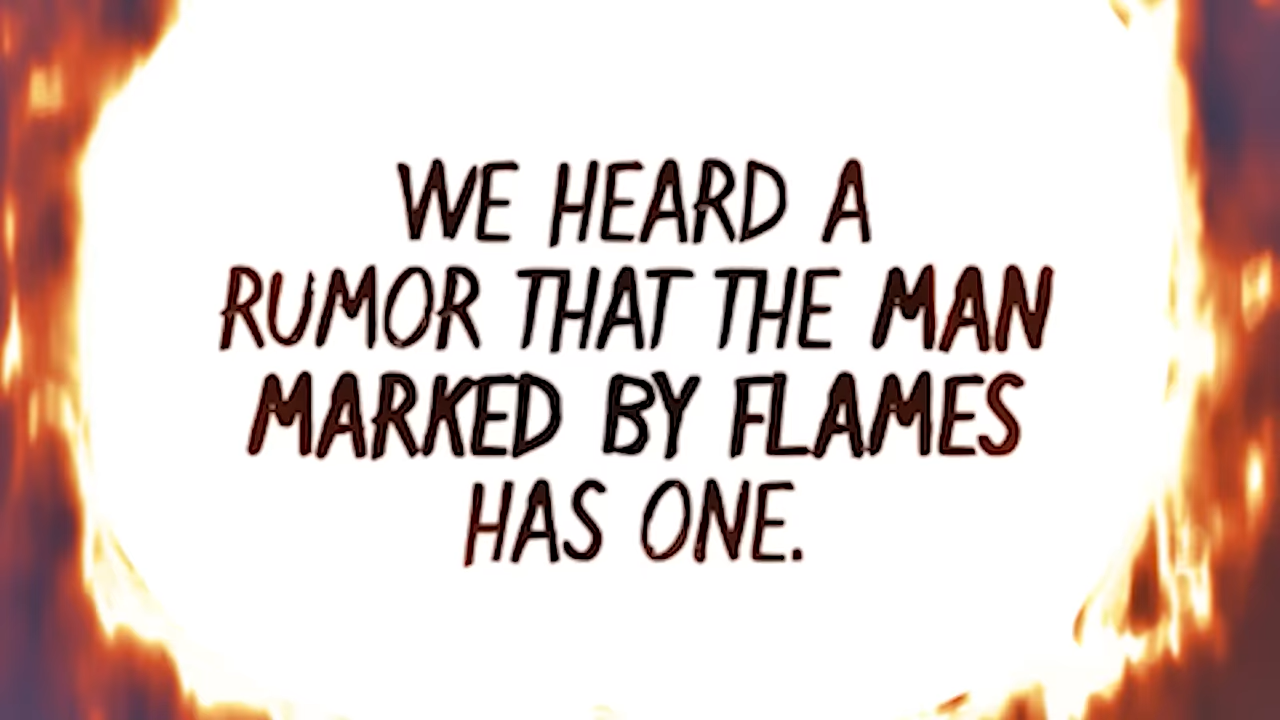 WE HEARD A
RUMOR THAT THE MAN
MARKED BY FLAMES
HAS ONE.